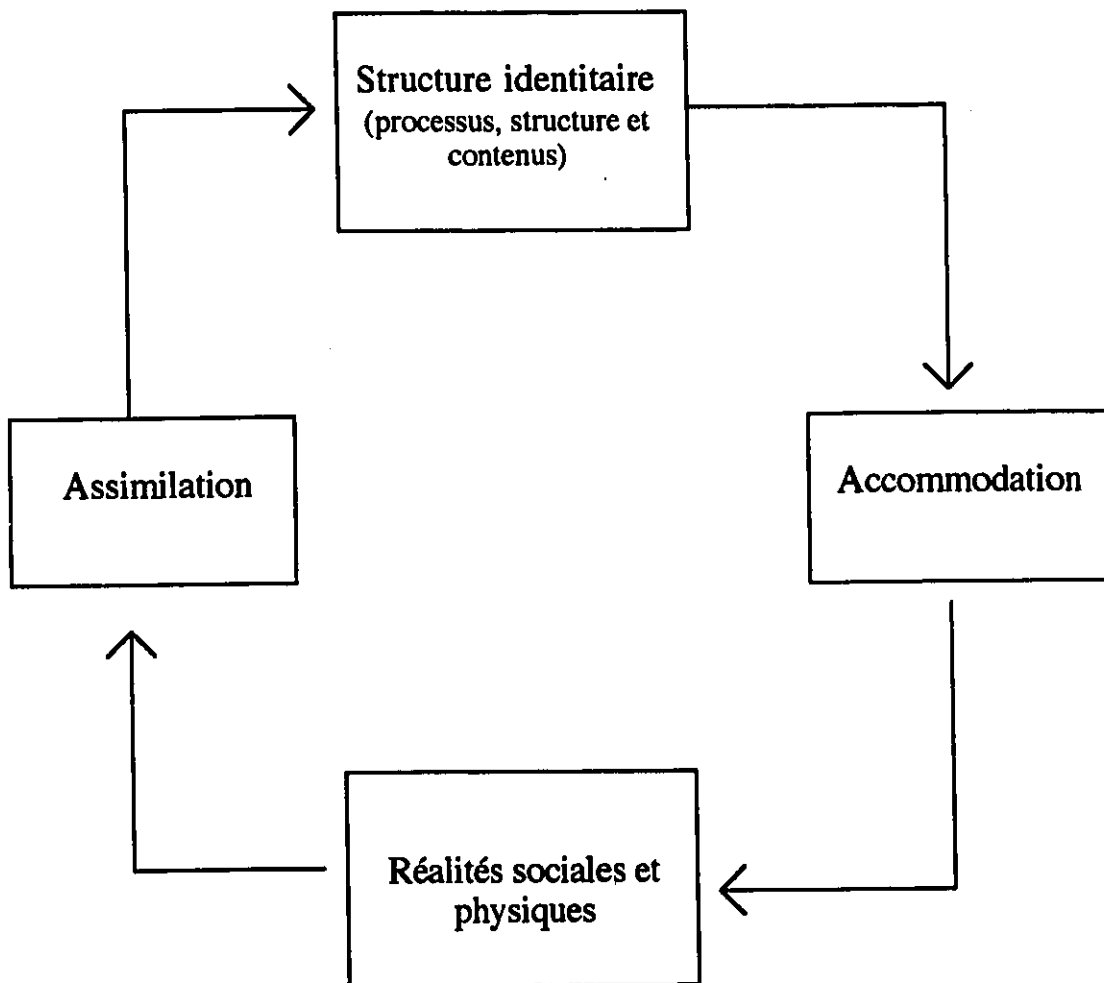 Structure identitaire
(processus, structure et
contenus)
Assimilation
Accommodation
Réalités sociales et
physiques